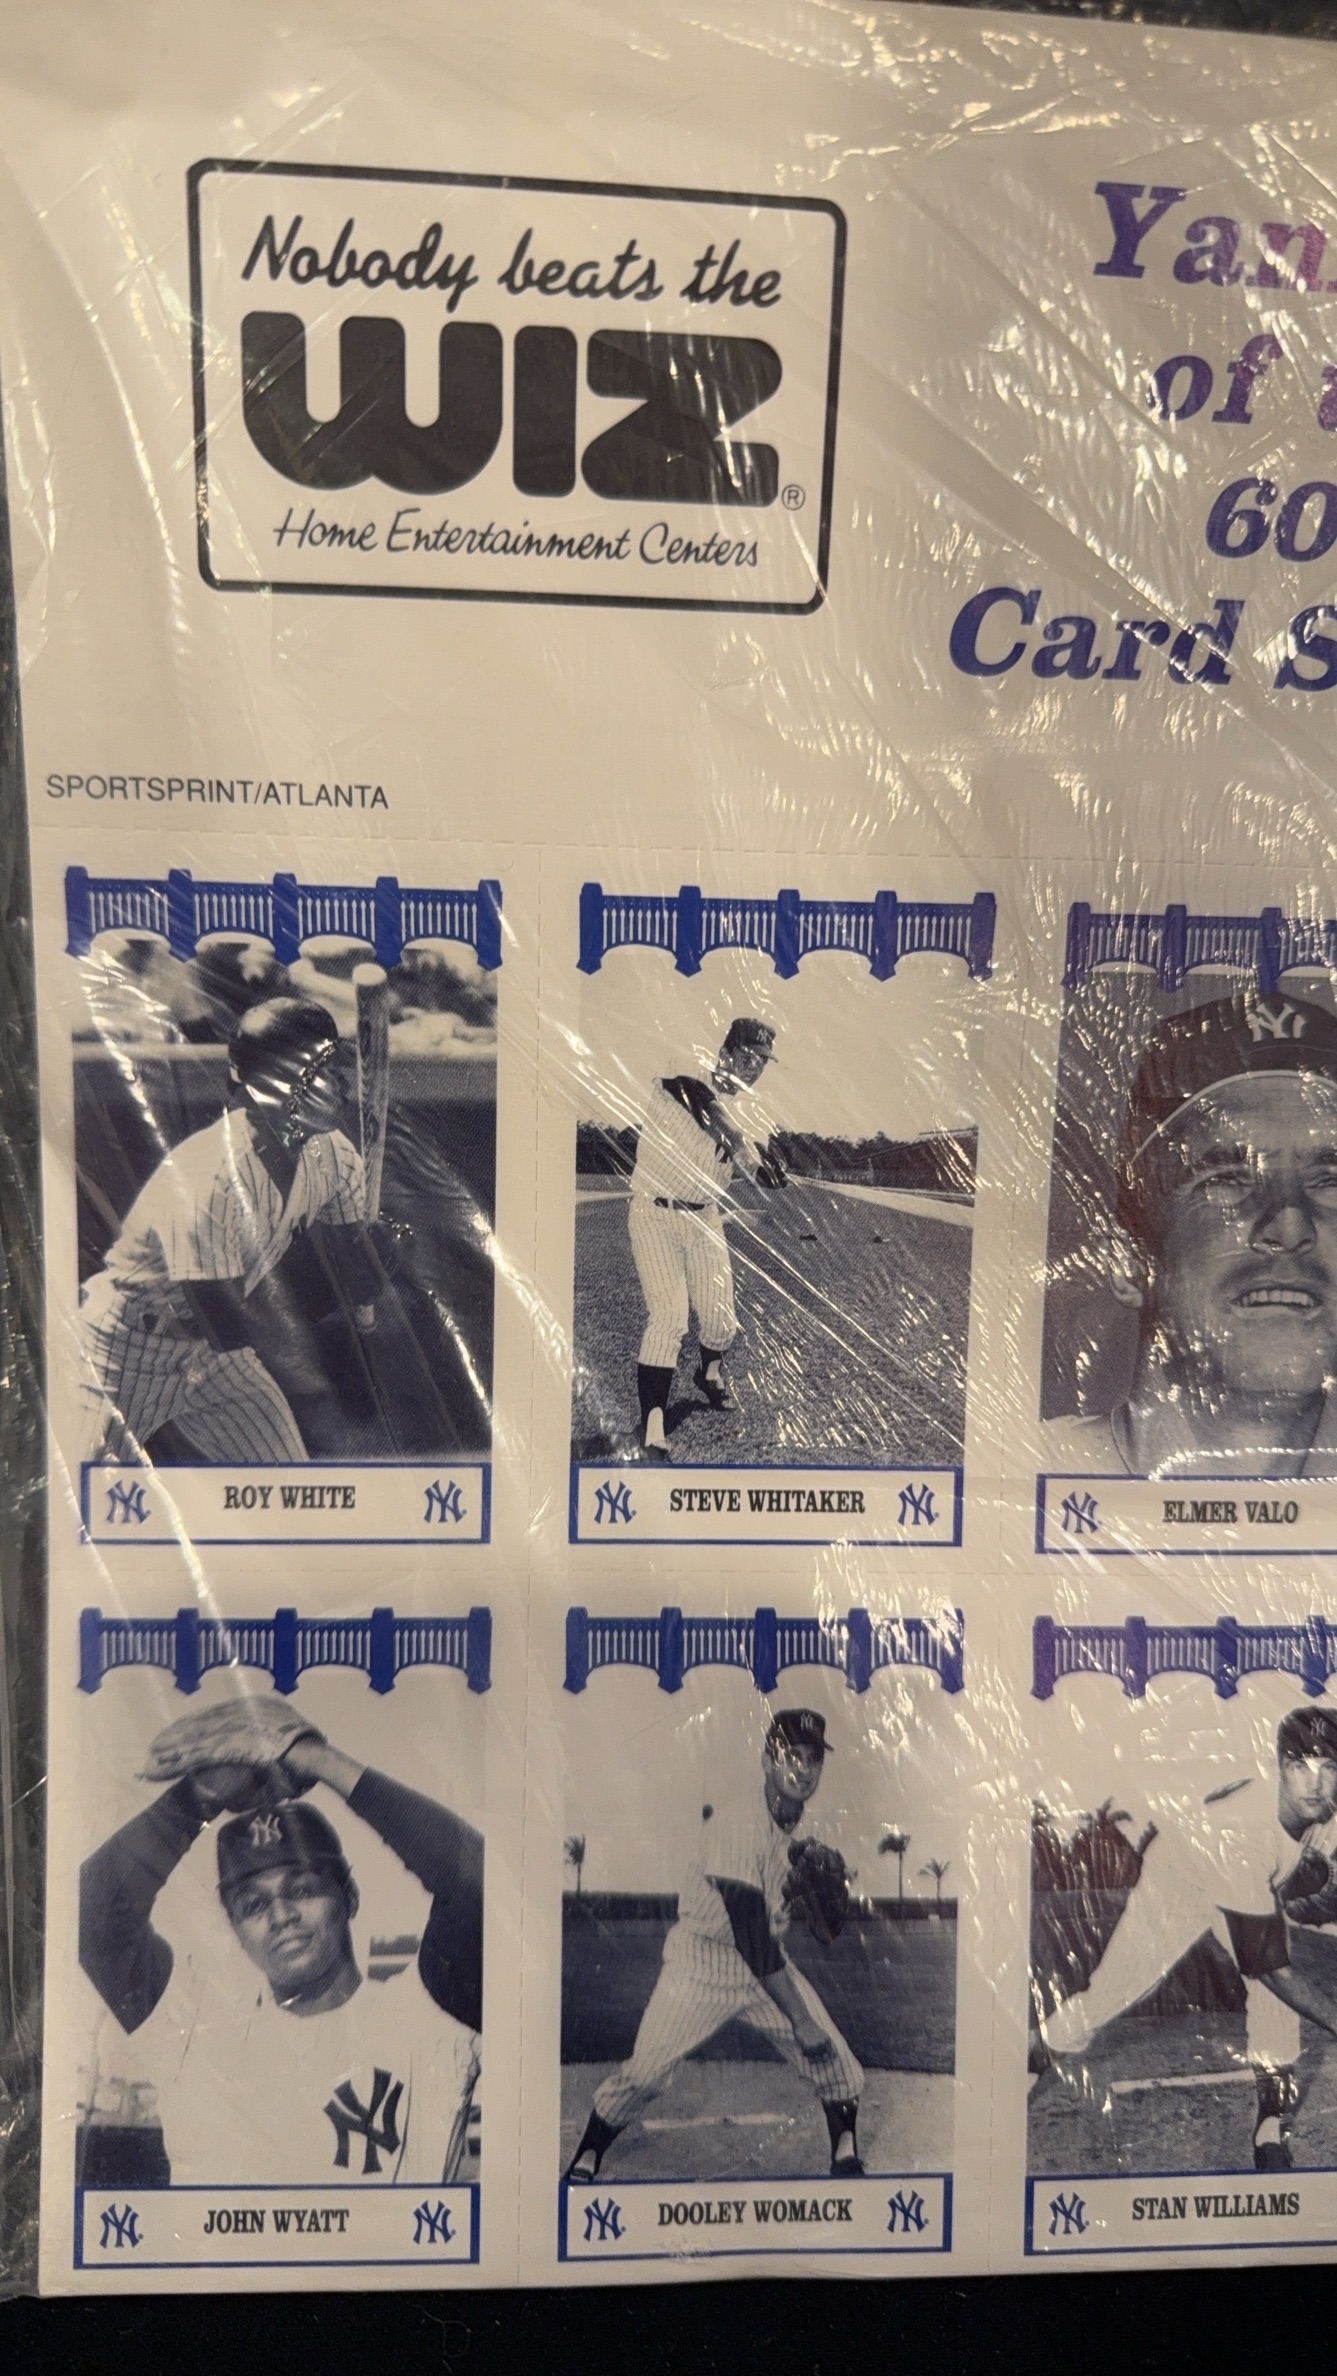 Nobody beats the
WIZ®
Home Entertainment Centers
of
60
Card S
SPORTSPRINT/ATLANTA
ROY WHITE
STEVE WHITAKER
ELMER VALO
JOHN WYATT
DOOLEY WOMACK
STAN WILLIAMS